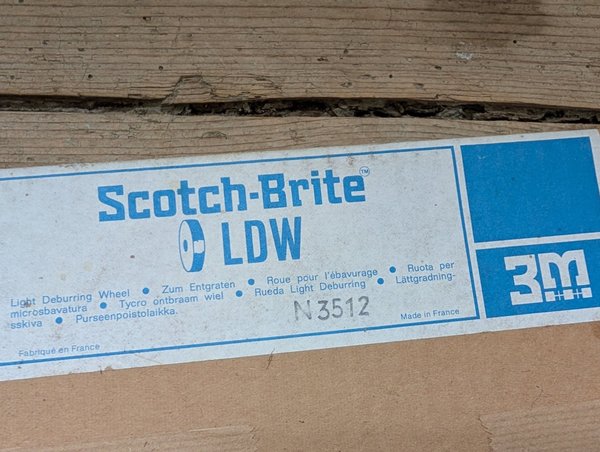 Scotch-Brite™
LDW
Light Deburring Wheel • Zum Entgraten • Roue pour l'ébavurage • Ruota per
microsbavatura • Tycro ontbraam wiel • Rueda Light Deburring • Lättgradning-
sskiva • Purseenpoistolaikka.
N3512
Fabriqué en France
Made in France
3M